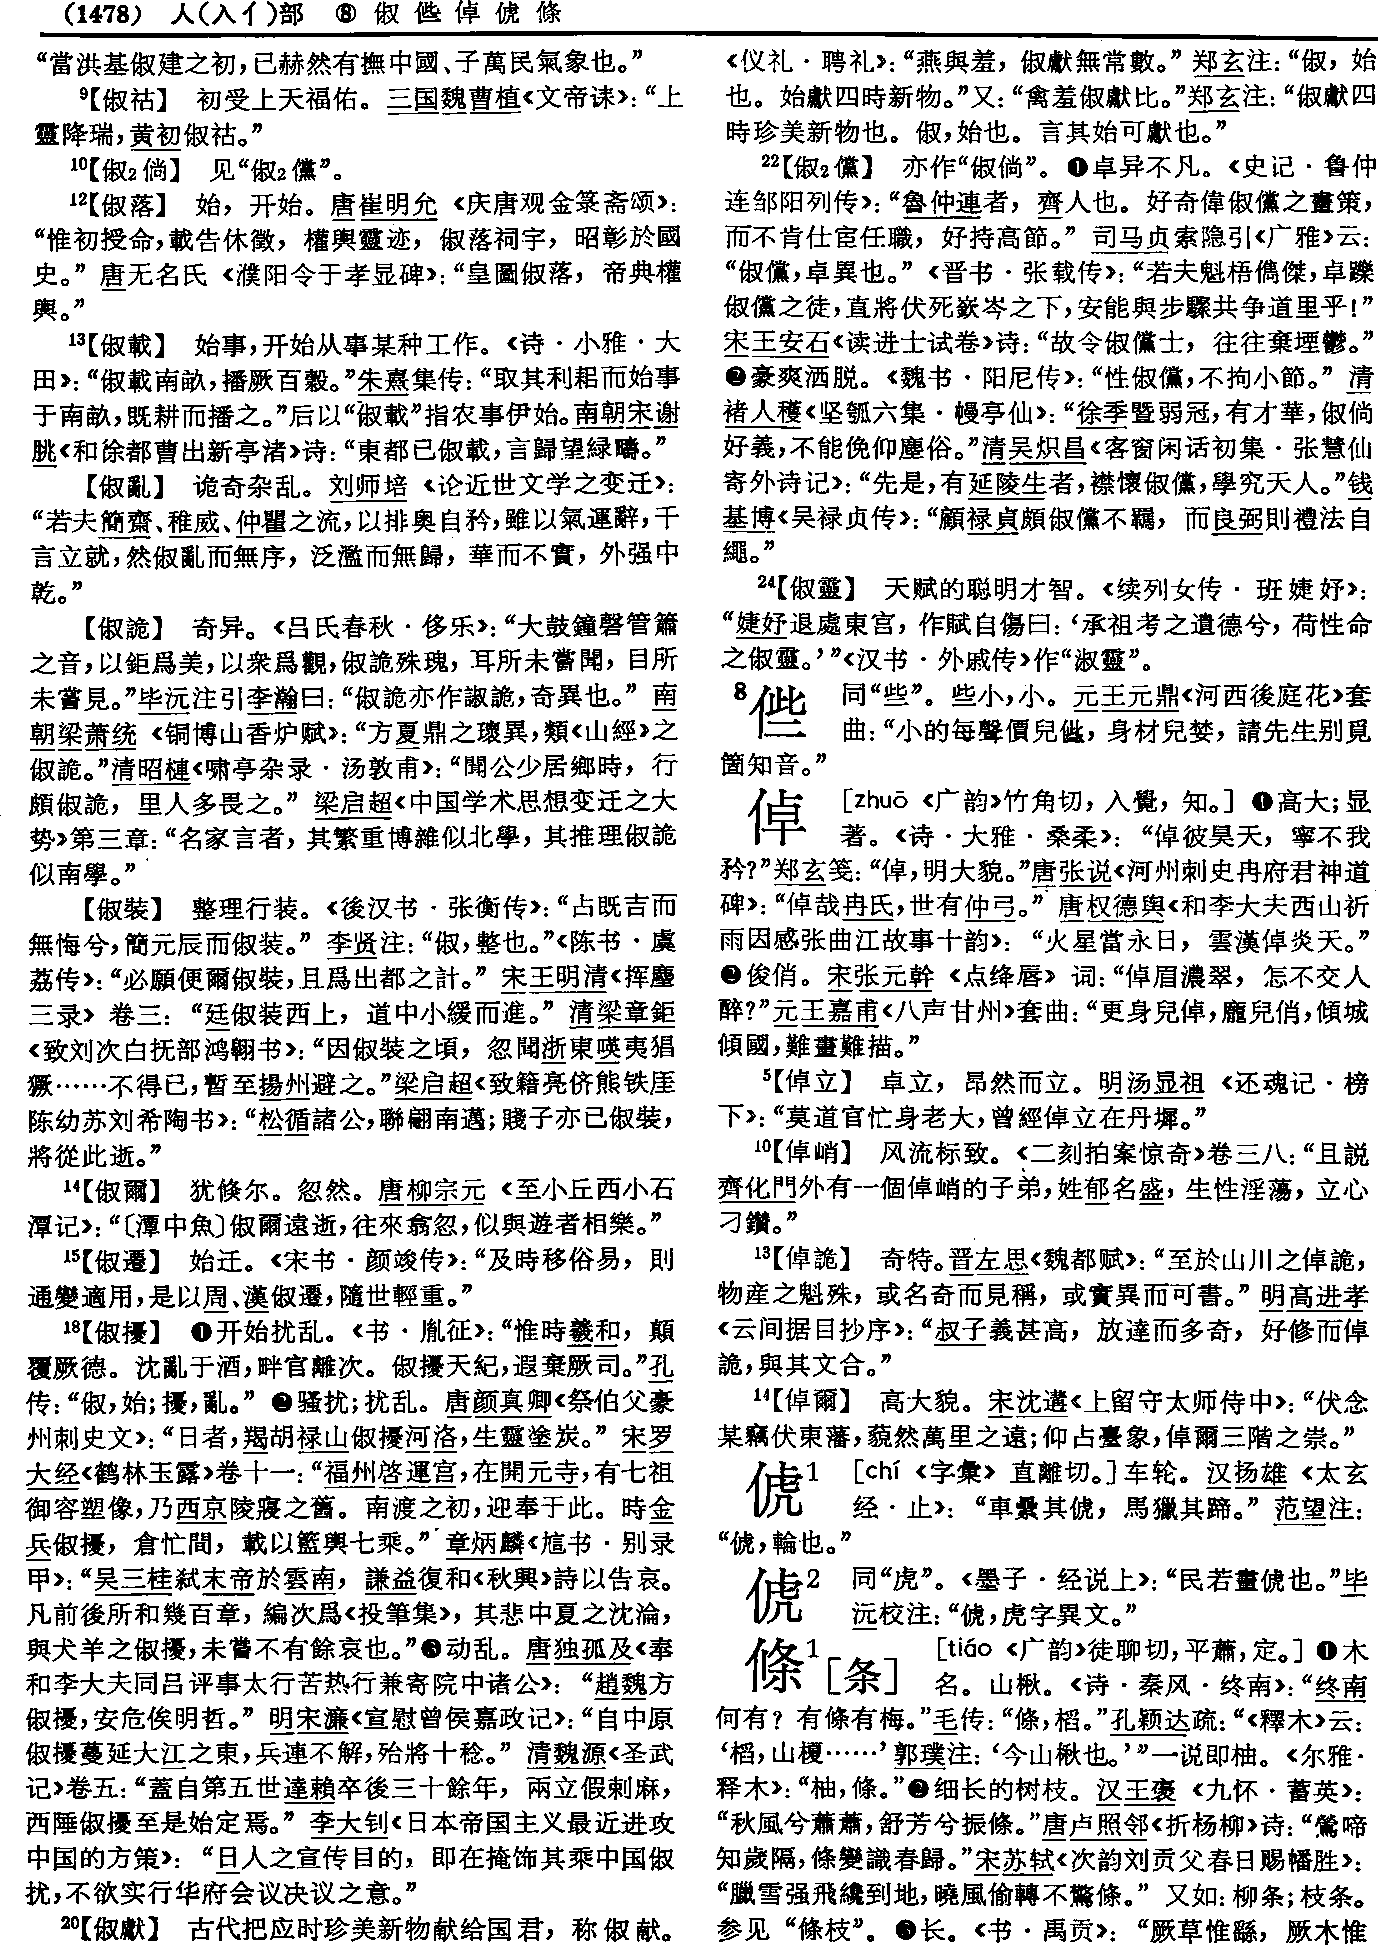 (1478) 人(入亻)部 ⑧ 俶 偺 倬 俿 條
“當洪基俶建之初，已赫然有撫中國、子萬民氣象也。”
⁹【俶祜】 初受上天福佑。三国魏曹植《文帝诔》：“上
靈降瑞，黄初俶祜。”
¹⁰【俶₂倘】 见“俶₂儻”。
¹²【俶落】 始，开始。唐崔明允《庆唐观金箓斋颂》：
“惟初授命，載告休徵，權輿靈迹，俶落祠宇，昭彰於國
史。”唐无名氏《濮阳令于孝显碑》：“皇圖俶落，帝典權
輿。”
¹³【俶載】 始事，开始从事某种工作。《诗·小雅·大
田》：“俶載南畝，播厥百穀。”朱熹集传：“取其利耜而始事
于南畝，既耕而播之。”后以“俶載”指农事伊始。南朝宋谢
朓《和徐都曹出新亭渚》诗：“東都已俶載，言歸望緑疇。”
【俶亂】 诡奇杂乱。刘师培《论近世文学之变迁》：
“若夫簡齋、稚威、仲瞿之流，以排奥自矜，雖以氣運辭，千
言立就，然俶亂而無序，泛濫而無歸，華而不實，外强中
乾。”
【俶詭】 奇异。《吕氏春秋·侈乐》：“大鼓鐘磬管簫
之音，以鉅爲美，以衆爲觀，俶詭殊瑰，耳所未嘗聞，目所
未嘗見。”毕沅注引李瀚曰：“俶詭亦作諔詭，奇異也。”南
朝梁萧统《铜博山香炉赋》：“方夏鼎之瓌異，類《山經》之
俶詭。”清昭槤《啸亭杂录·汤敦甫》：“聞公少居鄉時，行
頗俶詭，里人多畏之。”梁启超《中国学术思想变迁之大
势》第三章：“名家言者，其繁重博雜似北學，其推理俶詭
似南學。”
【俶裝】 整理行装。《後汉书·张衡传》：“占既吉而
無悔兮，簡元辰而俶装。”李贤注：“俶，整也。”《陈书·虞
荔传》：“必願便爾俶裝，且爲出都之計。”宋王明清《挥麈
三录》卷三：“廷俶装西上，道中小緩而進。”清梁章鉅
《致刘次白抚部鸿翱书》：“因俶裝之頃，忽聞浙東𠸄夷猖
獗……不得已，暫至揚州避之。”梁启超《致籍亮侪熊铁厓
陈幼苏刘希陶书》：“松循諸公，聯翩南邁；賤子亦已俶裝，
將從此逝。”
¹⁴【俶爾】 犹倏尔。忽然。唐柳宗元《至小丘西小石
潭记》：“〔潭中魚〕俶爾遠逝，往來翕忽，似與遊者相樂。”
¹⁵【俶遷】 始迁。《宋书·颜竣传》：“及時移俗易，則
通變適用，是以周、漢俶遷，隨世輕重。”
¹⁸【俶擾】 ❶开始扰乱。《书·胤征》：“惟時羲和，顛
覆厥德。沈亂于酒，畔官離次。俶擾天紀，遐棄厥司。”孔
传：“俶，始；擾，亂。”❷骚扰；扰乱。唐颜真卿《祭伯父豪
州刺史文》：“日者，羯胡禄山俶擾河洛，生靈塗炭。”宋罗
大经《鹤林玉露》卷十一：“福州啓運宫，在開元寺，有七祖
御容塑像，乃西京陵寢之舊。南渡之初，迎奉于此。時金
兵俶擾，倉忙間，載以籃輿七乘。”章炳麟《訄书·别录
甲》：“吴三桂弑末帝於雲南，謙益復和《秋興》詩以告哀。
凡前後所和幾百章，編次爲《投筆集》，其悲中夏之沈淪，
與犬羊之俶擾，未嘗不有餘哀也。”❸动乱。唐独孤及《奉
和李大夫同吕评事太行苦热行兼寄院中诸公》：“趙魏方
俶擾，安危俟明哲。”明宋濂《宣慰曾侯嘉政记》：“自中原
俶擾蔓延大江之東，兵連不解，殆將十稔。”清魏源《圣武
记》卷五：“蓋自第五世達賴卒後三十餘年，兩立假剌麻，
西陲俶擾至是始定焉。”李大钊《日本帝国主义最近进攻
中国的方策》：“日人之宣传目的，即在掩饰其乘中国俶
扰，不欲实行华府会议决议之意。”
²⁰【俶獻】 古代把应时珍美新物献给国君，称俶献。
《仪礼·聘礼》：“燕與羞，俶獻無常數。”郑玄注：“俶，始
也。始獻四時新物。”又：“禽羞俶獻比。”郑玄注：“俶獻四
時珍美新物也。俶，始也。言其始可獻也。”
²²【俶₂儻】 亦作“俶倘”。❶卓异不凡。《史记·鲁仲
连邹阳列传》：“魯仲連者，齊人也。好奇偉俶儻之畫策，
而不肯仕宦任職，好持高節。”司马贞索隐引《广雅》云：
“俶儻，卓異也。”《晋书·张载传》：“若夫魁梧儁傑，卓躒
俶儻之徒，直將伏死嶔岑之下，安能與步驟共争道里乎！”
宋王安石《读进士试卷》诗：“故令俶儻士，往往棄堙鬱。”
❷豪爽洒脱。《魏书·阳尼传》：“性俶儻，不拘小節。”清
褚人穫《坚瓠六集·幔亭仙》：“徐季暨弱冠，有才華，俶倘
好義，不能俛仰塵俗。”清吴炽昌《客窗闲话初集·张慧仙
寄外诗记》：“先是，有延陵生者，襟懷俶儻，學究天人。”钱
基博《吴禄贞传》：“顧禄貞頗俶儻不羈，而良弼則禮法自
繩。”
²⁴【俶靈】 天赋的聪明才智。《续列女传·班婕妤》：
“婕妤退處東宫，作賦自傷曰：‘承祖考之遺德兮，荷性命
之俶靈。’”《汉书·外戚传》作“淑靈”。
⁸偺 同“些”。些小，小。元王元鼎《河西後庭花》套
曲：“小的每聲價兒偺，身材兒婪，請先生别覓
箇知音。”
倬 [zhuō《广韵》竹角切，入覺，知。]❶高大；显
著。《诗·大雅·桑柔》：“倬彼昊天，寧不我
矜？”郑玄笺：“倬，明大貌。”唐张说《河州刺史冉府君神道
碑》：“倬哉冉氏，世有仲弓。”唐权德舆《和李大夫西山祈
雨因感张曲江故事十韵》：“火星當永日，雲漢倬炎天。”
❷俊俏。宋张元幹《点绛唇》词：“倬眉濃翠，怎不交人
醉？”元王嘉甫《八声甘州》套曲：“更身兒倬，龐兒俏，傾城
傾國，難畫難描。”
⁵【倬立】 卓立，昂然而立。明汤显祖《还魂记·榜
下》：“莫道官忙身老大，曾經倬立在丹墀。”
¹⁰【倬峭】 风流标致。《二刻拍案惊奇》卷三八：“且説
齊化門外有一個倬峭的子弟，姓郁名盛，生性淫蕩，立心
刁鑽。”
¹³【倬詭】 奇特。晋左思《魏都赋》：“至於山川之倬詭，
物産之魁殊，或名奇而見稱，或實異而可書。”明高进孝
《云间据目抄序》：“叔子義甚高，放達而多奇，好修而倬
詭，與其文合。”
¹⁴【倬爾】 高大貌。宋沈遘《上留守太师侍中》：“伏念
某竊伏東藩，藐然萬里之遠；仰占臺象，倬爾三階之崇。”
俿¹ [chí《字彙》直離切。]车轮。汉扬雄《太玄
经·止》：“車纍其俿，馬獵其蹄。”范望注：
“俿，輪也。”
俿² 同“虎”。《墨子·经说上》：“民若畫俿也。”毕
沅校注：“俿，虎字異文。”
條¹[条] [tiáo《广韵》徒聊切，平蕭，定。]❶木
名。山楸。《诗·秦风·终南》：“终南
何有？有條有梅。”毛传：“條，槄。”孔颖达疏：“《釋木》云：
‘槄，山榎……’郭璞注：‘今山楸也。’”一说即柚。《尔雅·
释木》：“柚，條。”❷细长的树枝。汉王褒《九怀·蓄英》：
“秋風兮蕭蕭，舒芳兮振條。”唐卢照邻《折杨柳》诗：“鶯啼
知歲隔，條變識春歸。”宋苏轼《次韵刘贡父春日赐幡胜》：
“臘雪强飛纔到地，曉風偷轉不驚條。”又如：柳条；枝条。
参见“條枝”。❸长。《书·禹贡》：“厥草惟繇，厥木惟